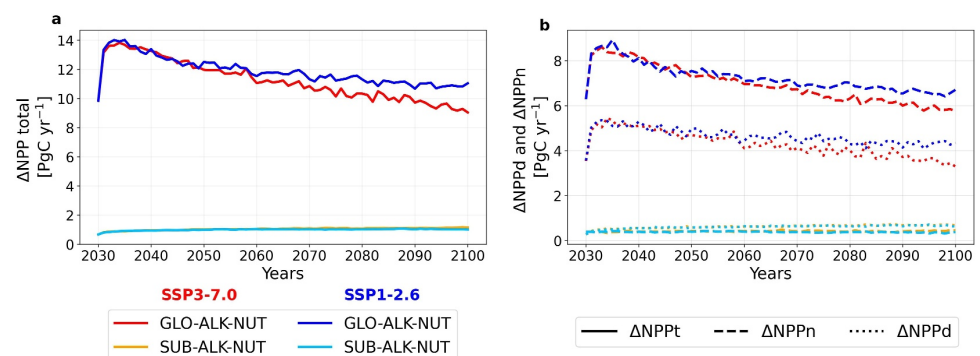 a
ΔNPP total
[PgC yr⁻¹]
14
12
10
8
6
4
2
0
2030 2040 2050 2060 2070 2080 2090 2100
Years
SSP3-7.0 SSP1-2.6
GLO-ALK-NUT GLO-ALK-NUT
SUB-ALK-NUT SUB-ALK-NUT
b
ΔNPPd and ΔNPPn
[PgC yr⁻¹]
8
6
4
2
0
2030 2040 2050 2060 2070 2080 2090 2100
Years
ΔNPPt ΔNPPn ΔNPPd